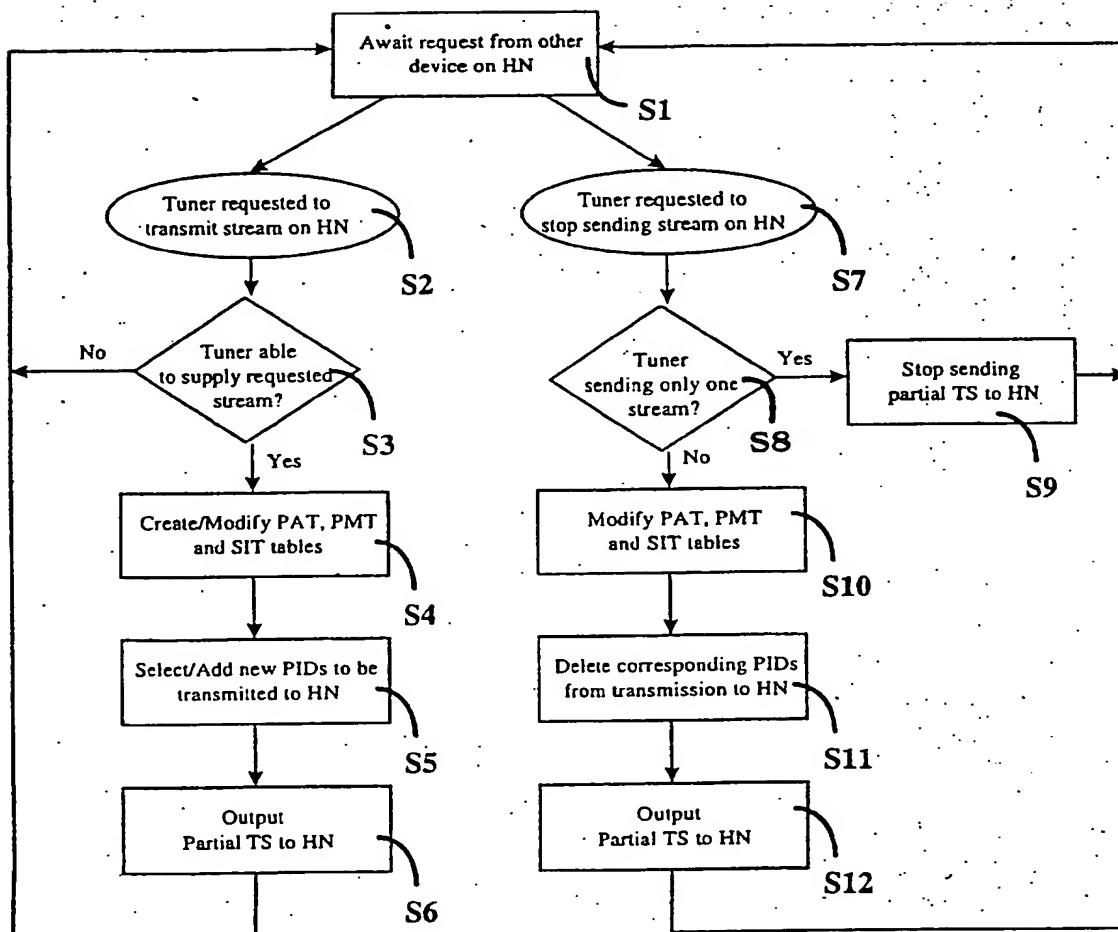 Await request from other
device on HN
S1
Tuner requested to
transmit stream on HN
S2
Tuner requested to
stop sending stream on HN
S7
No
Tuner able
to supply requested
stream?
S3
Yes
Tuner
sending only one
stream?
S8
Yes
Stop sending
partial TS to HN
S9
No
Create/Modify PAT, PMT
and SIT tables
S4
Modify PAT, PMT
and SIT tables
S10
Select/Add new PIDs to be
transmitted to HN
S5
Delete corresponding PIDs
from transmission to HN
S11
Output
Partial TS to HN
S6
Output
Partial TS to HN
S12